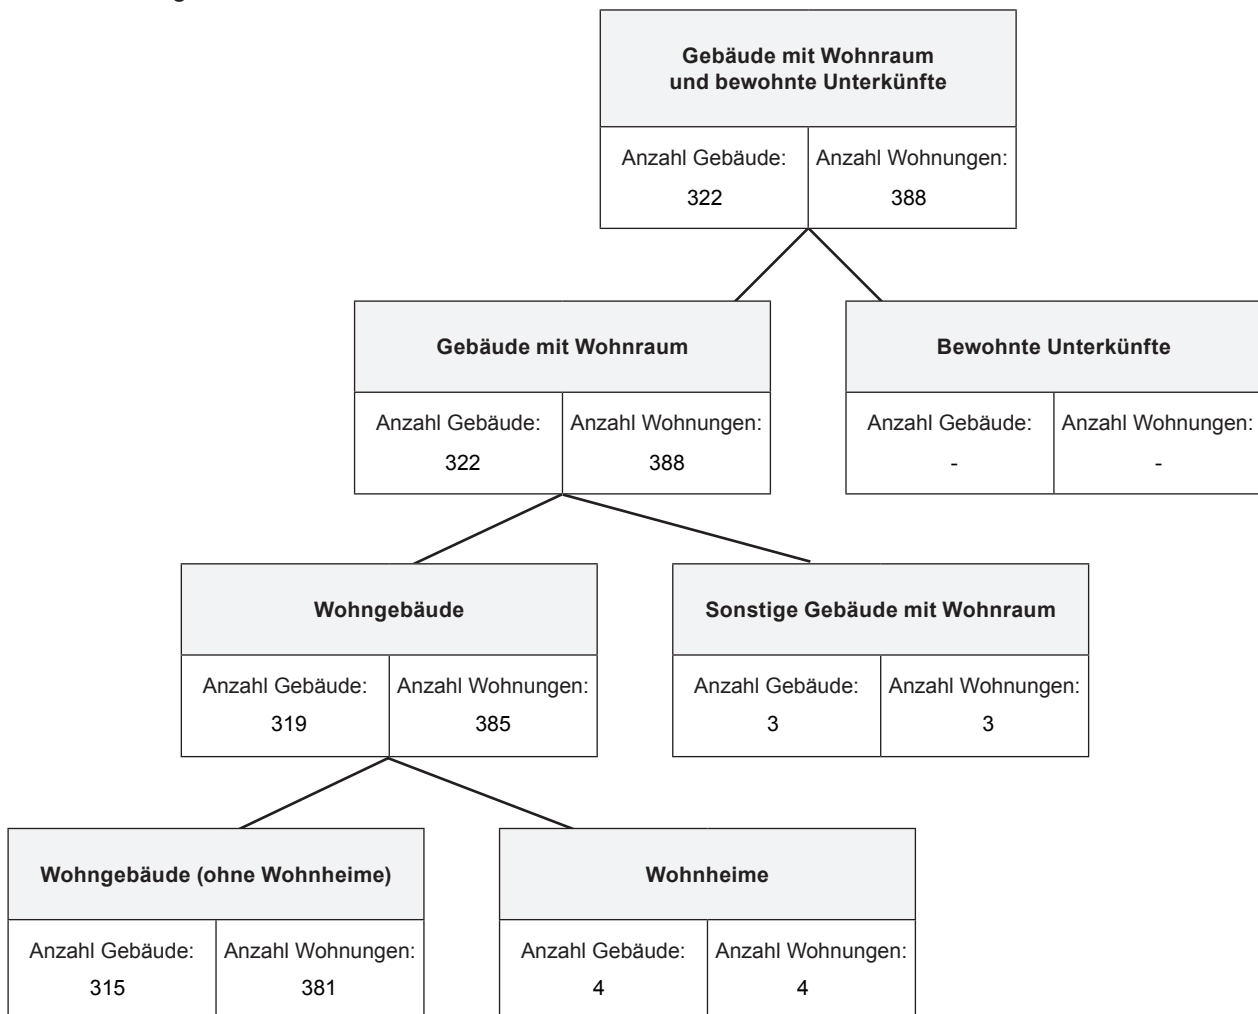 Gebäude mit Wohnraum
und bewohnte Unterkünfte
Anzahl Gebäude: Anzahl Wohnungen:
322 388
Gebäude mit Wohnraum
Anzahl Gebäude: Anzahl Wohnungen:
322 388
Bewohnte Unterkünfte
Anzahl Gebäude: Anzahl Wohnungen:
- -
Wohngebäude
Anzahl Gebäude: Anzahl Wohnungen:
319 385
Sonstige Gebäude mit Wohnraum
Anzahl Gebäude: Anzahl Wohnungen:
3 3
Wohngebäude (ohne Wohnheime)
Anzahl Gebäude: Anzahl Wohnungen:
315 381
Wohnheime
Anzahl Gebäude: Anzahl Wohnungen:
4 4